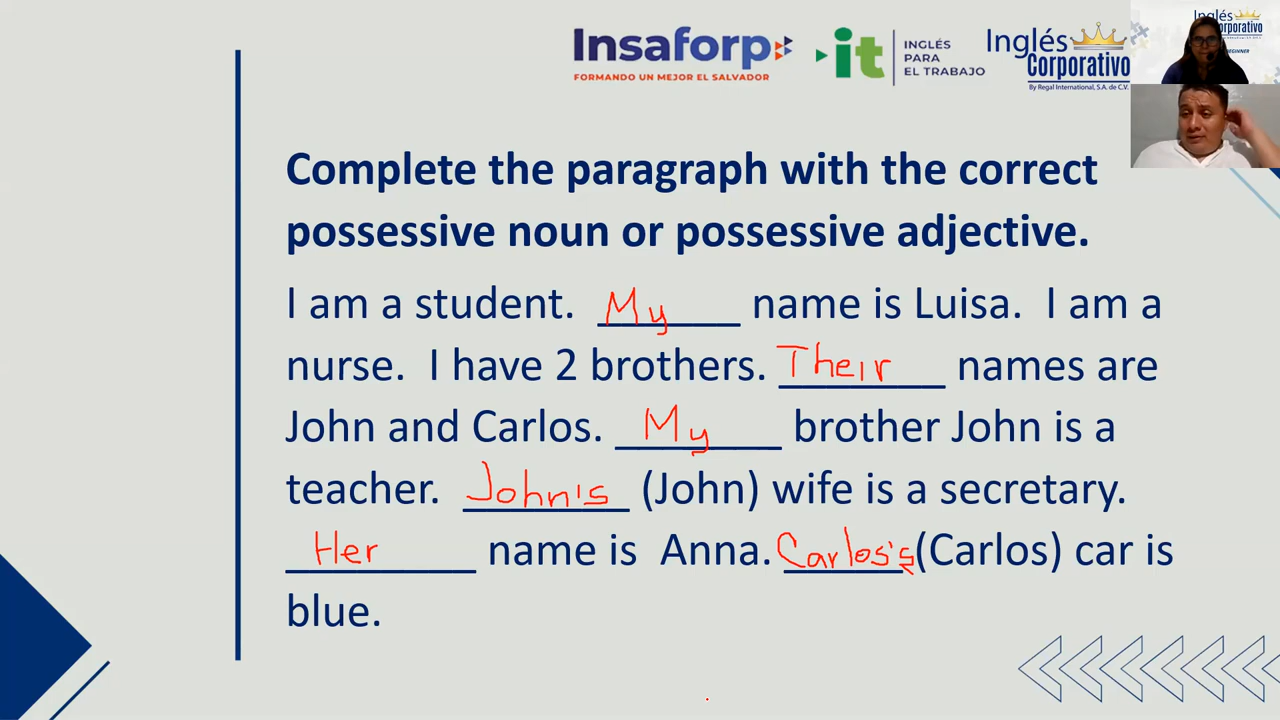 Insaforp
FORMANDO UN MEJOR EL SALVADOR
it
INGLÉS
PARA
EL TRABAJO
Inglés
Corporativo
By Regal International, S.A. de C.V.
Inglés
Corporativo
Complete the paragraph with the correct
possessive noun or possessive adjective.
I am a student. My name is Luisa. I am a
nurse. I have 2 brothers. Their names are
John and Carlos. My brother John is a
teacher. John's (John) wife is a secretary.
Her name is Anna. Carlos's (Carlos) car is
blue.